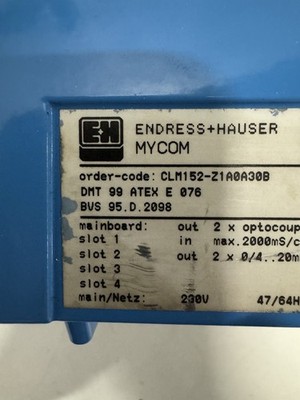 EH ENDRESS+HAUSER
MYCOM
order-code: CLM152-Z1A0A30B
DMT 99 ATEX E 076
BVS 95.D.2098
mainboard: out 2 x optocoup
slot 1 in max.2000mS/c
slot 2 out 2 x 0/4..20m
slot 3
slot 4
main/Netz: 230V 47/64H